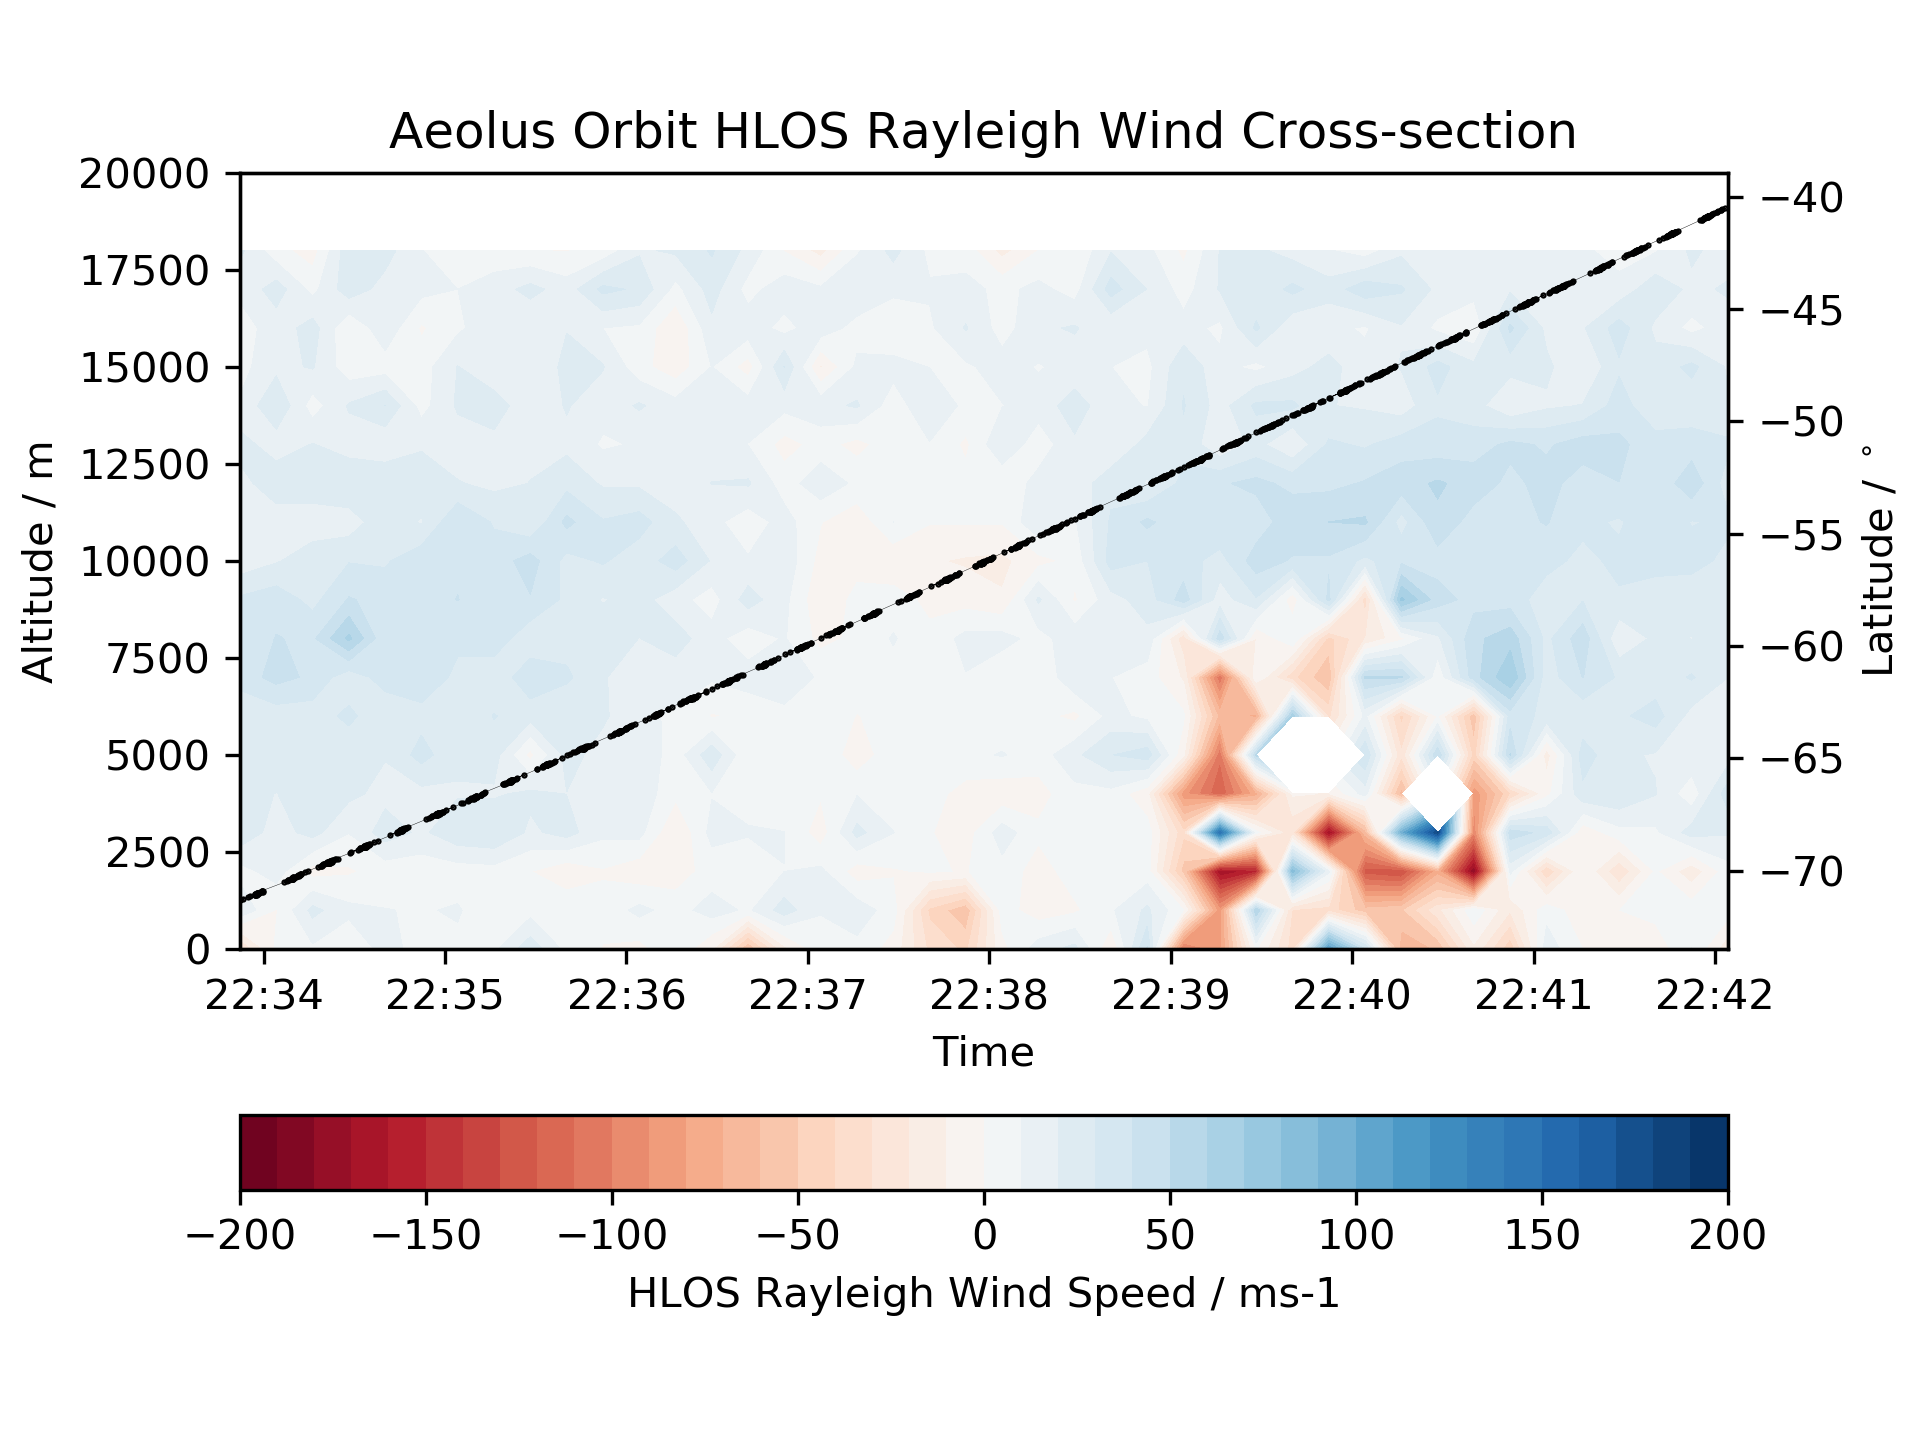 Aeolus Orbit HLOS Rayleigh Wind Cross-section
20000
17500
15000
12500
10000
7500
5000
2500
0
Altitude / m
−40
−45
−50
−55
−60
−65
−70
Latitude / °
22:34 22:35 22:36 22:37 22:38 22:39 22:40 22:41 22:42
Time
−200 −150 −100 −50 0 50 100 150 200
HLOS Rayleigh Wind Speed / ms-1